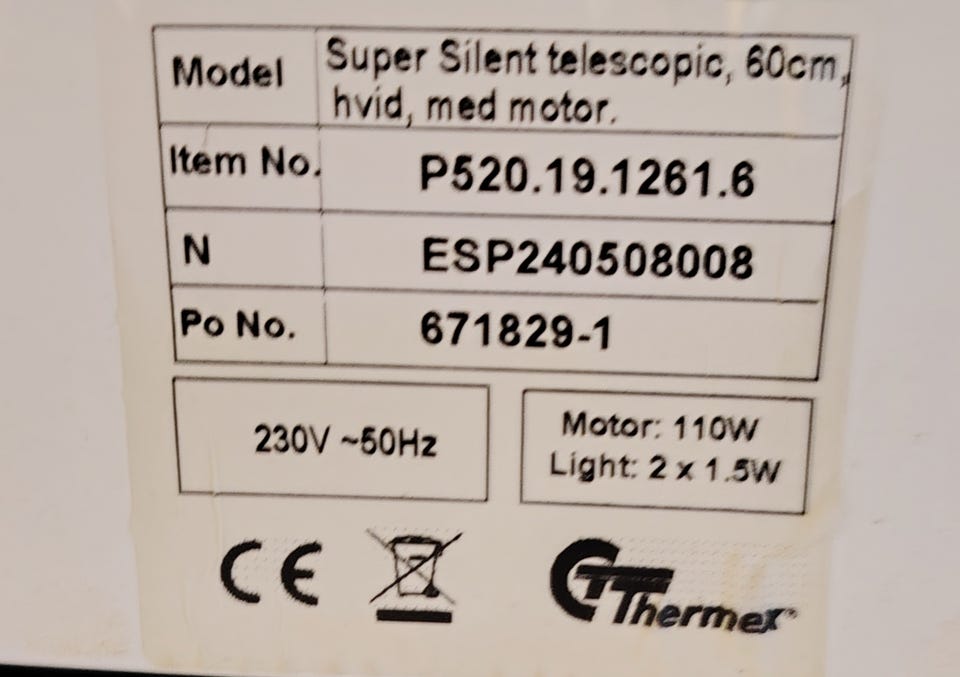 Model Super Silent telescopic, 60cm,
hvid, med motor.
Item No. P520.19.1261.6
N ESP240508008
Po No. 671829-1
230V ~50Hz
Motor: 110W
Light: 2 x 1.5W
CE
Thermex